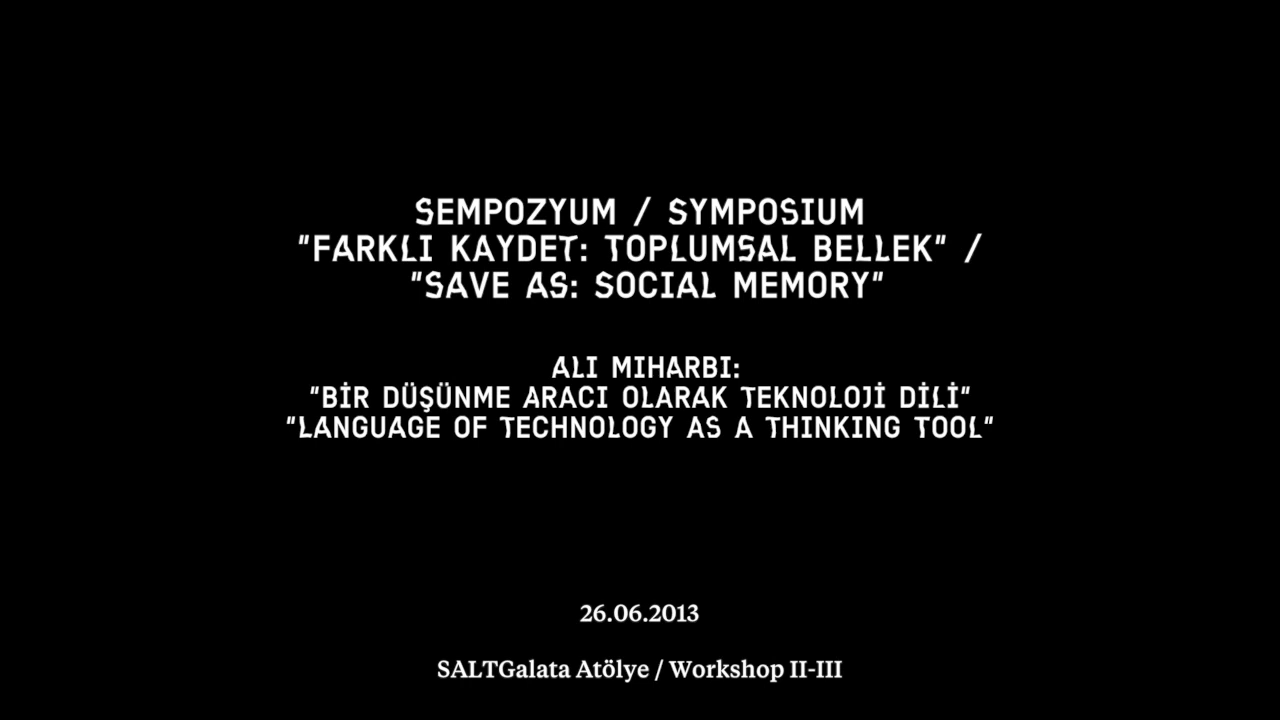 SEMPOZYUM / SYMPOSIUM
"FARKLI KAYDET: TOPLUMSAL BELLEK" /
"SAVE AS: SOCIAL MEMORY"
ALI MIHARBI:
"BİR DÜŞÜNME ARACI OLARAK TEKNOLOJİ DİLİ"
"LANGUAGE OF TECHNOLOGY AS A THINKING TOOL"
26.06.2013
SALTGalata Atölye / Workshop II-III